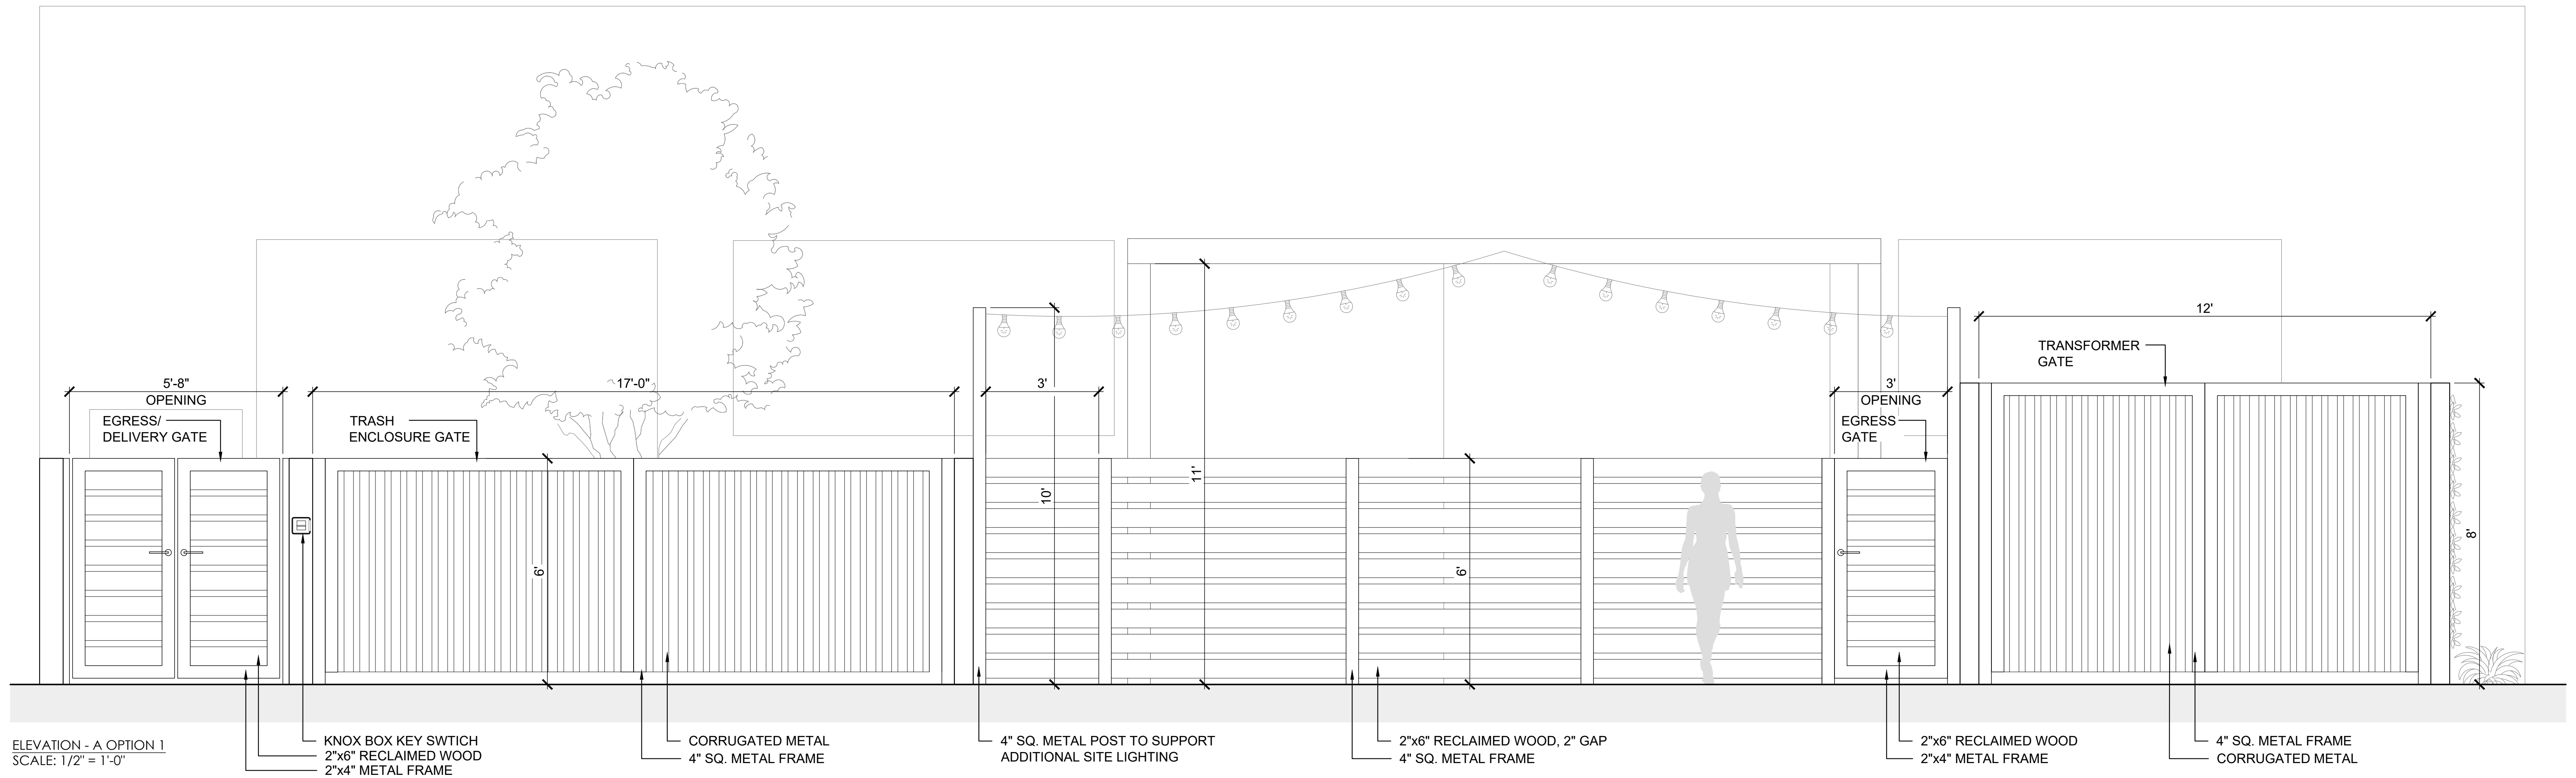 12'
TRANSFORMER
GATE
5'-8"
OPENING
17'-0"
3'
3'
OPENING
EGRESS/
DELIVERY GATE
TRASH
ENCLOSURE GATE
EGRESS
GATE
10'
11'
6'
6'
8'
KNOX BOX KEY SWTICH
2"x6" RECLAIMED WOOD
2"x4" METAL FRAME
CORRUGATED METAL
4" SQ. METAL FRAME
4" SQ. METAL POST TO SUPPORT
ADDITIONAL SITE LIGHTING
2"x6" RECLAIMED WOOD, 2" GAP
4" SQ. METAL FRAME
2"x6" RECLAIMED WOOD
2"x4" METAL FRAME
4" SQ. METAL FRAME
CORRUGATED METAL
ELEVATION - A OPTION 1
SCALE: 1/2" = 1'-0"